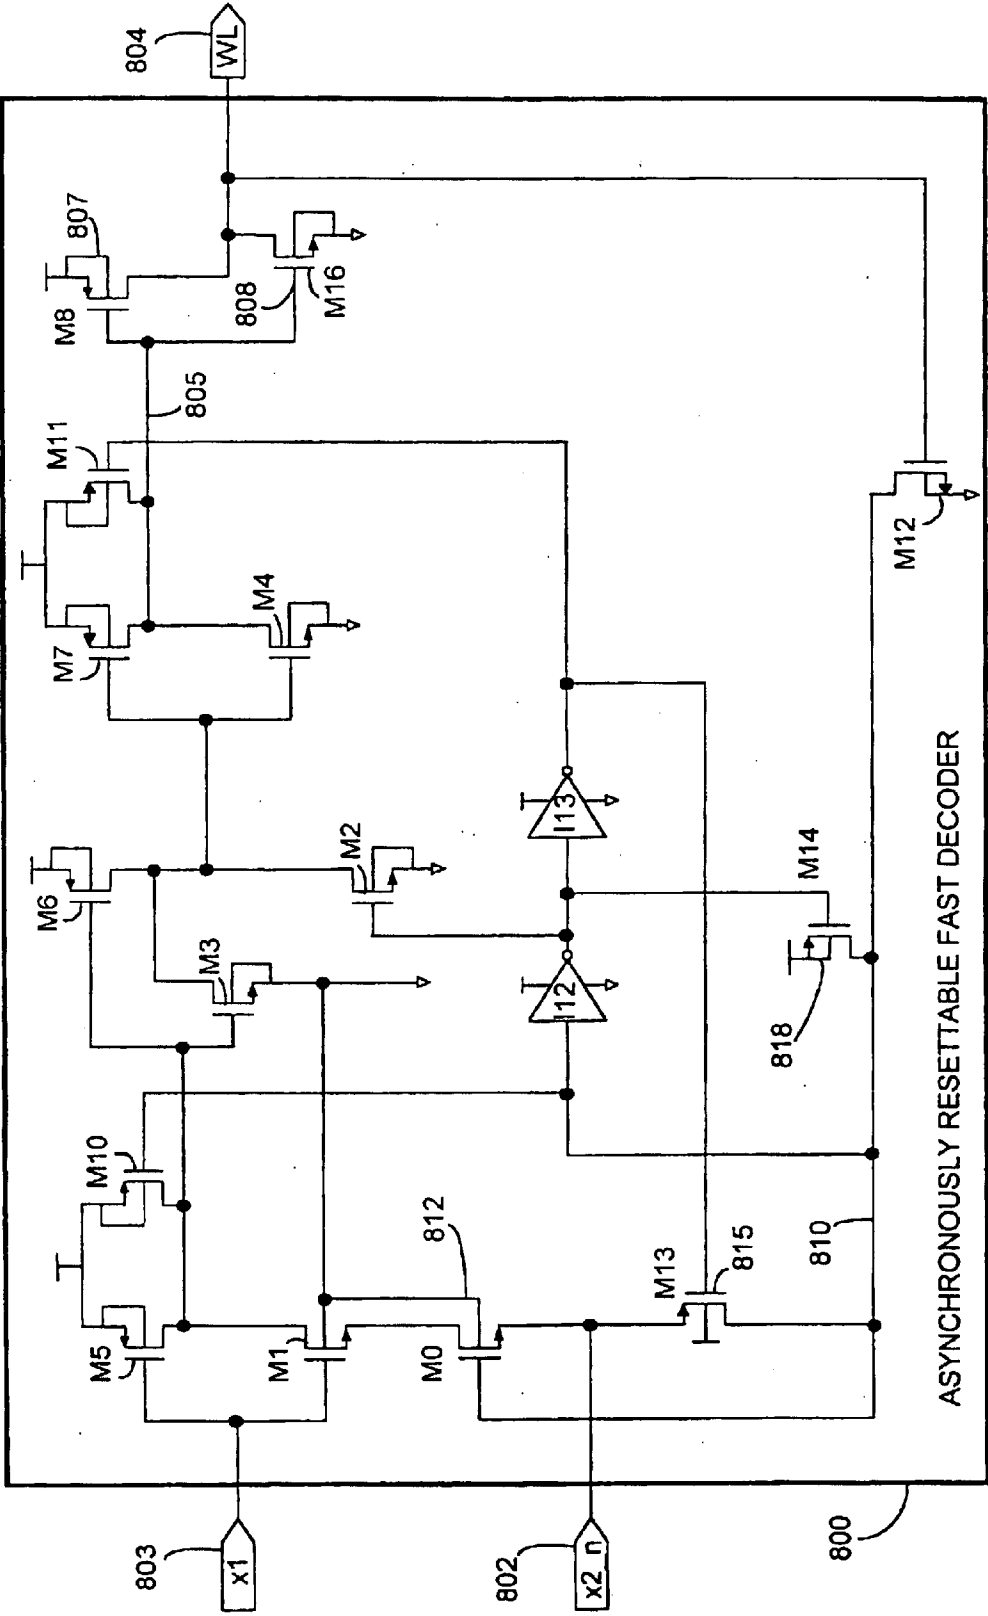 803
x1
802
x2_n
800
M5
M10
M1
M0
812
M13
815
810
M6
M3
M2
I12
I13
M14
818
M7
M4
M11
805
M8
807
808
M16
M12
804
WL
ASYNCHRONOUSLY RESETTABLE FAST DECODER